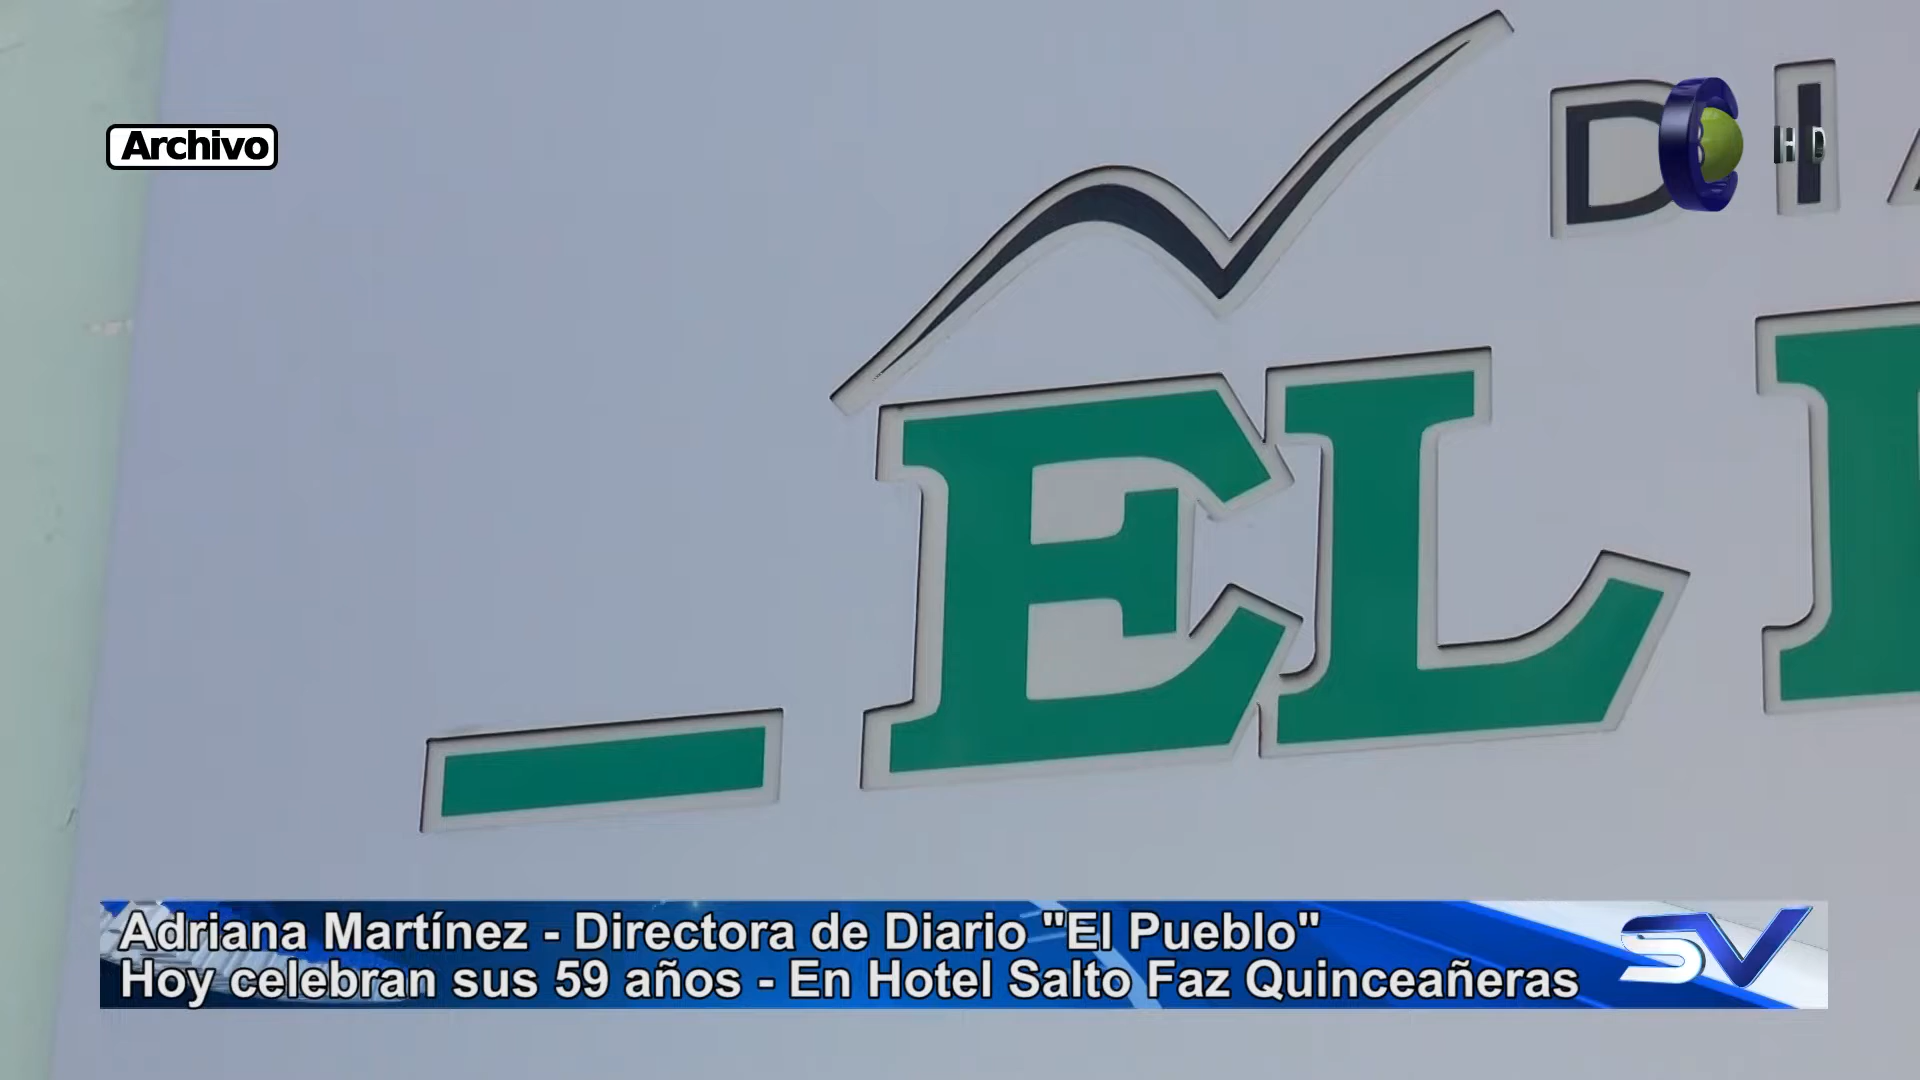 Archivo
DIA
HD
EL
Adriana Martínez - Directora de Diario "El Pueblo"
Hoy celebran sus 59 años - En Hotel Salto Faz Quinceañeras
SV